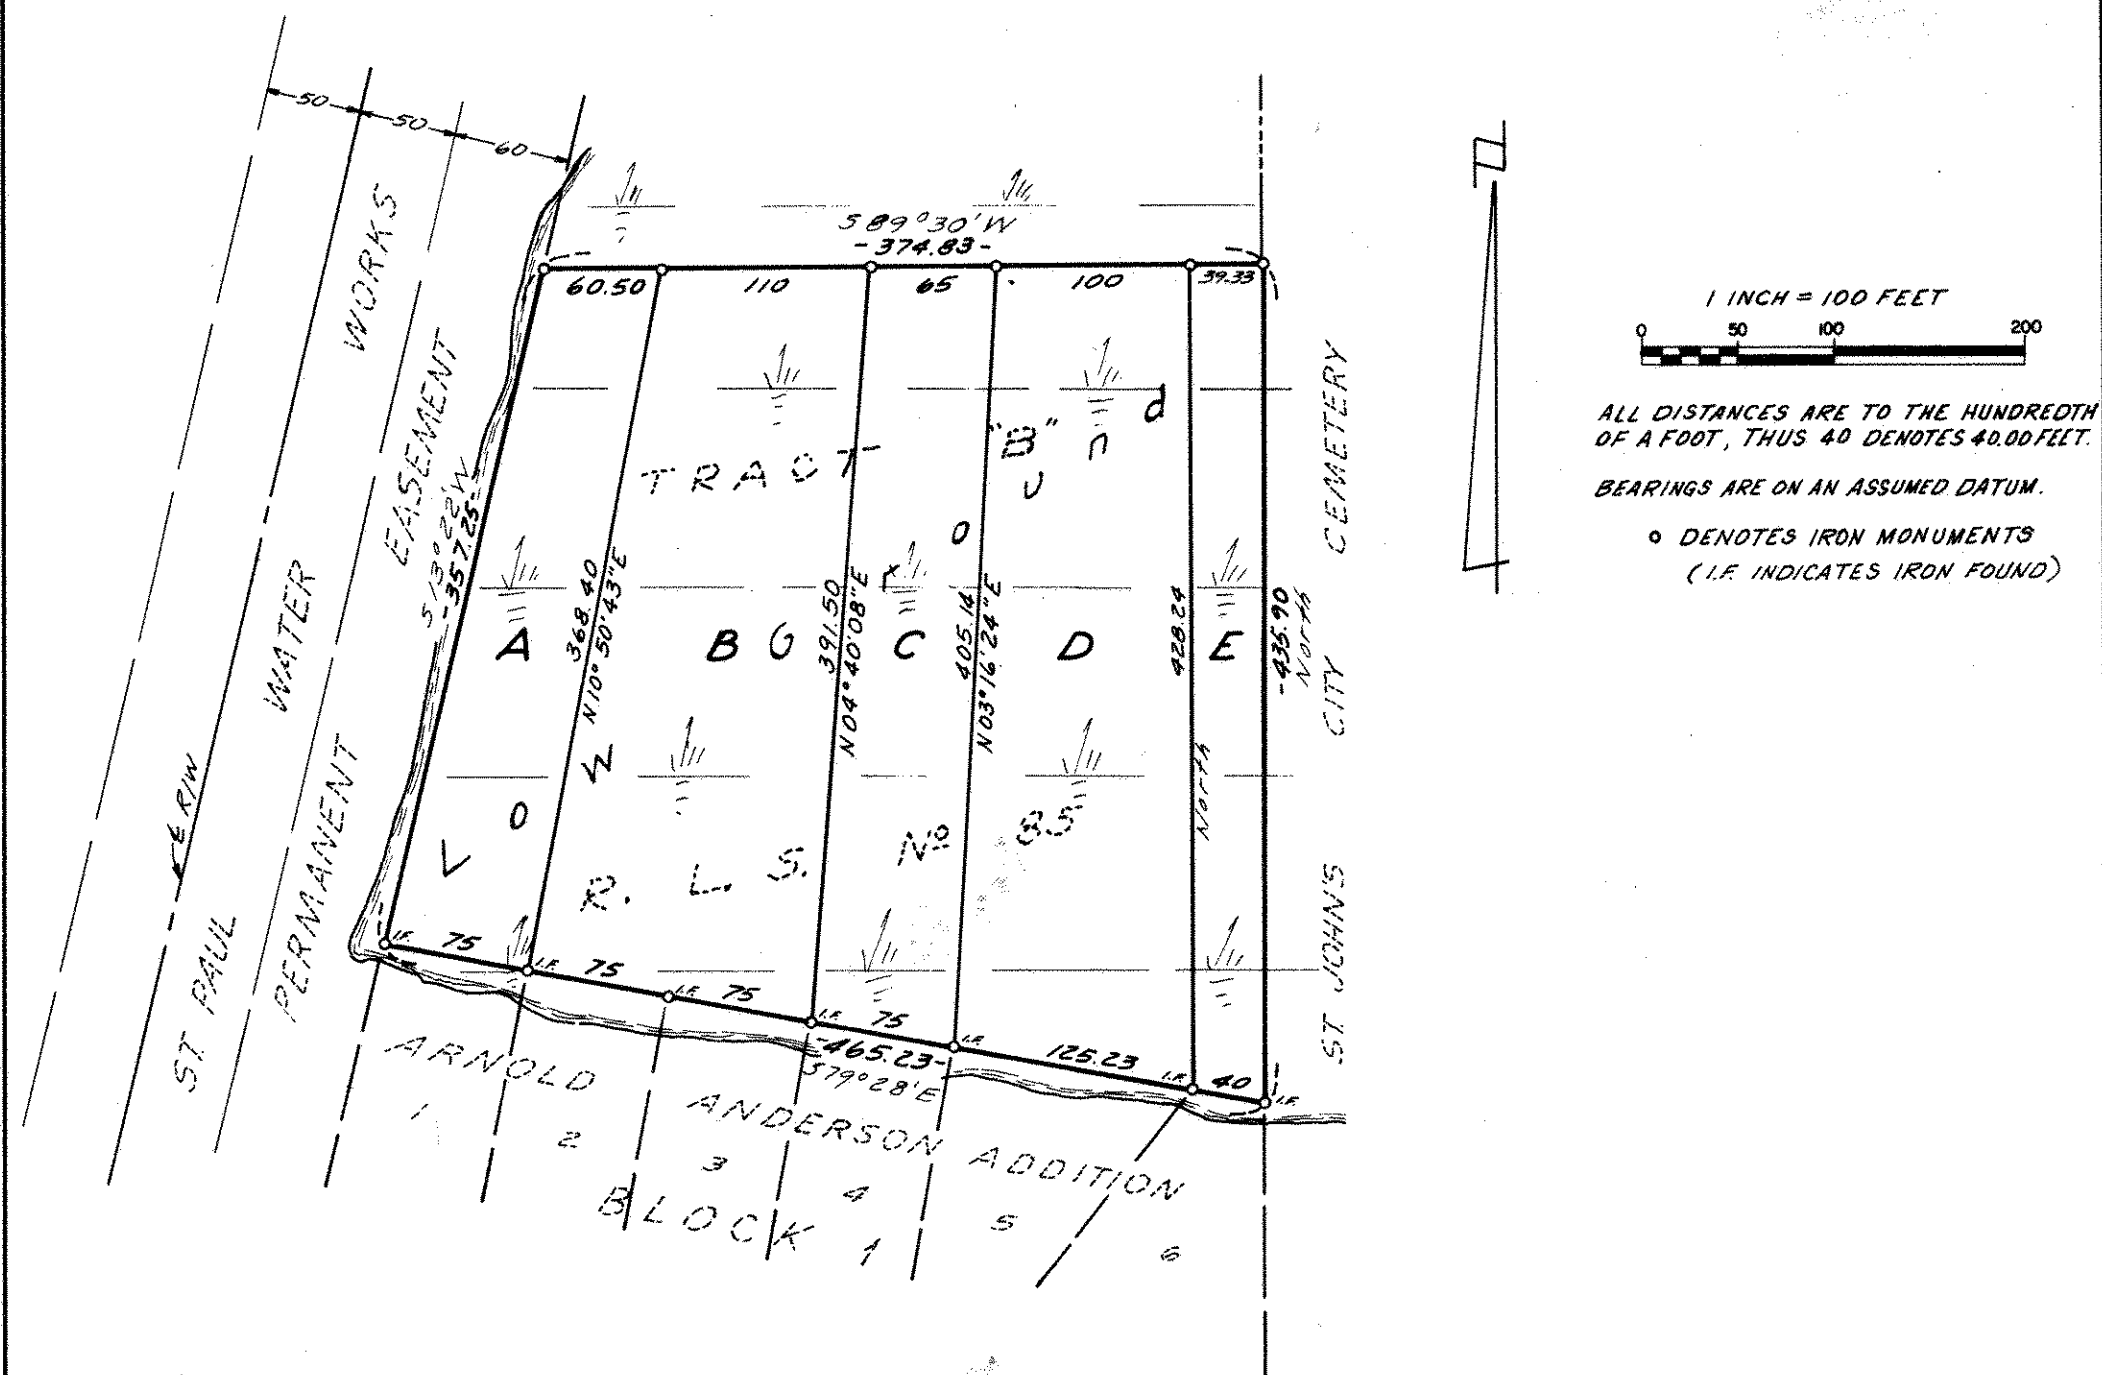 50
50
60
S 89°30' W
-374.83-
60.50
110
65
100
39.33
1 INCH = 100 FEET
0 50 100 200
ALL DISTANCES ARE TO THE HUNDREDTH
OF A FOOT, THUS 40 DENOTES 40.00 FEET.
BEARINGS ARE ON AN ASSUMED DATUM.
o DENOTES IRON MONUMENTS
(I.F. INDICATES IRON FOUND)
ST. PAUL WATER WORKS
PERMANENT EASEMENT
S 13° 22' W
-357.25-
TRACT "B"
R. L. S. Nº 85
V O G O U n d
A
B
C
D
E
368.40
N10°50'43"E
391.50
N04°40'08"E
405.14
N03°16'24"E
428.24
North
-435.90
North
ST. JOHN'S CITY CEMETERY
I.F.
75
I.F.
75
I.F.
75
I.F.
75
I.F.
125.23
I.F.
40
I.F.
-465.23-
S79°28'E
ARNOLD ANDERSON ADDITION
1
2
3
4
5
6
BLOCK 1